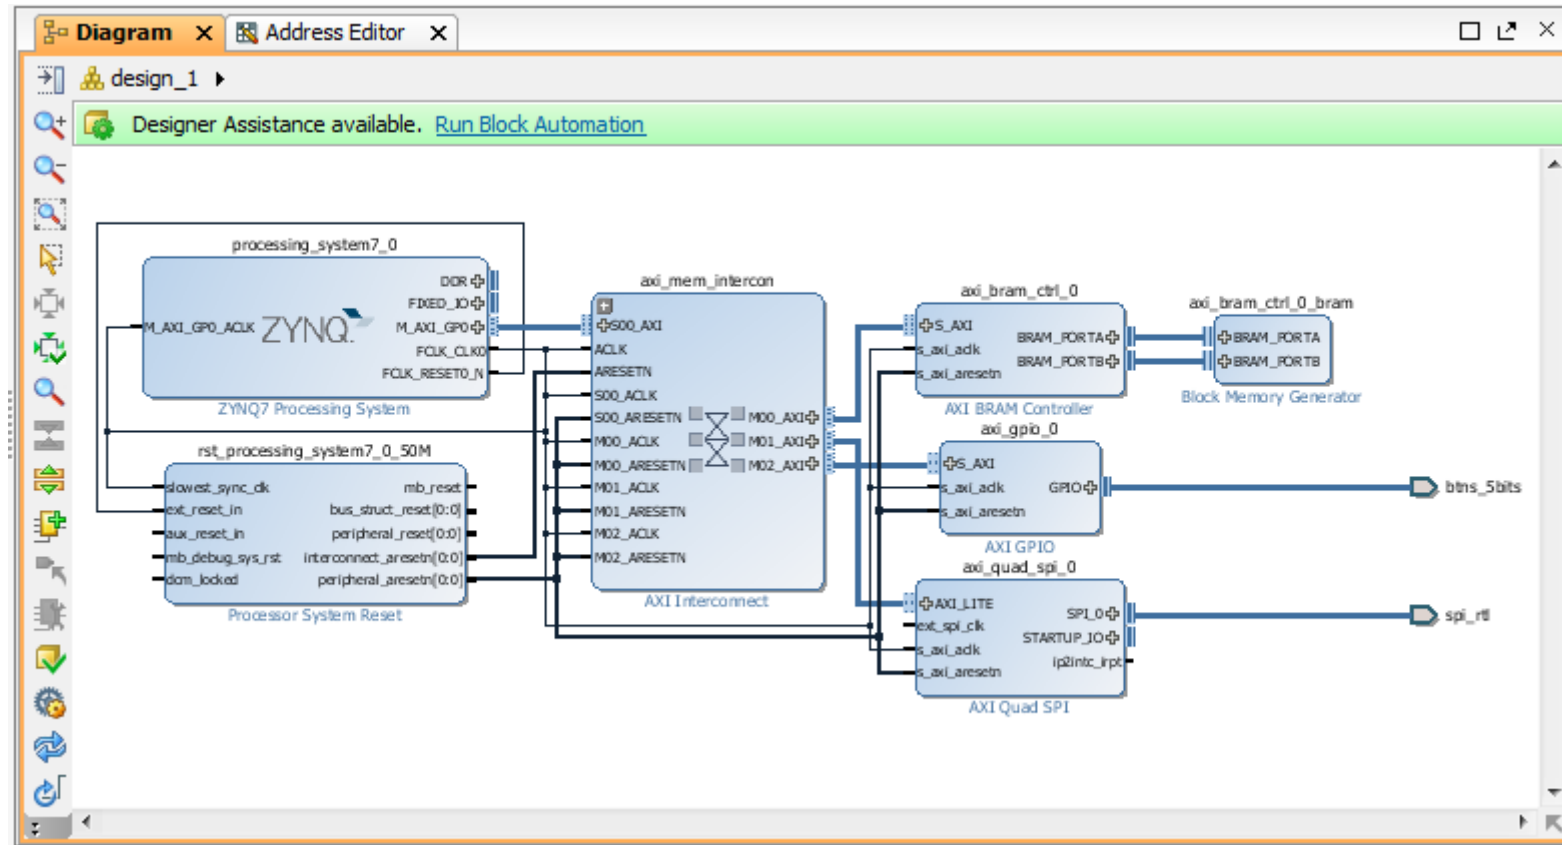 Diagram
Address Editor
design_1
Designer Assistance available. Run Block Automation
processing_system7_0
DDR
FIXED_IO
M_AXI_GP0_ACLK
ZYNQ
M_AXI_GP0
FCLK_CLK0
FCLK_RESET0_N
ZYNQ7 Processing System
rst_processing_system7_0_50M
slowest_sync_clk
mb_reset
ext_reset_in
bus_struct_reset[0:0]
aux_reset_in
peripheral_reset[0:0]
mb_debug_sys_rst
interconnect_aresetn[0:0]
dcm_locked
peripheral_aresetn[0:0]
Processor System Reset
axi_mem_intercon
S00_AXI
ACLK
ARESETN
S00_ACLK
S00_ARESETN
M00_AXI
M00_ACLK
M01_AXI
M00_ARESETN
M02_AXI
M01_ACLK
M01_ARESETN
M02_ACLK
M02_ARESETN
AXI Interconnect
axi_bram_ctrl_0
S_AXI
BRAM_PORTA
s_axi_aclk
BRAM_PORTB
s_axi_aresetn
AXI BRAM Controller
axi_bram_ctrl_0_bram
BRAM_PORTA
BRAM_PORTB
Block Memory Generator
axi_gpio_0
S_AXI
s_axi_aclk
GPIO
s_axi_aresetn
AXI GPIO
btns_5bits
axi_quad_spi_0
AXI_LITE
SPI_0
ext_spi_clk
STARTUP_IO
s_axi_aclk
ip2intc_irpt
s_axi_aresetn
AXI Quad SPI
spi_rtl